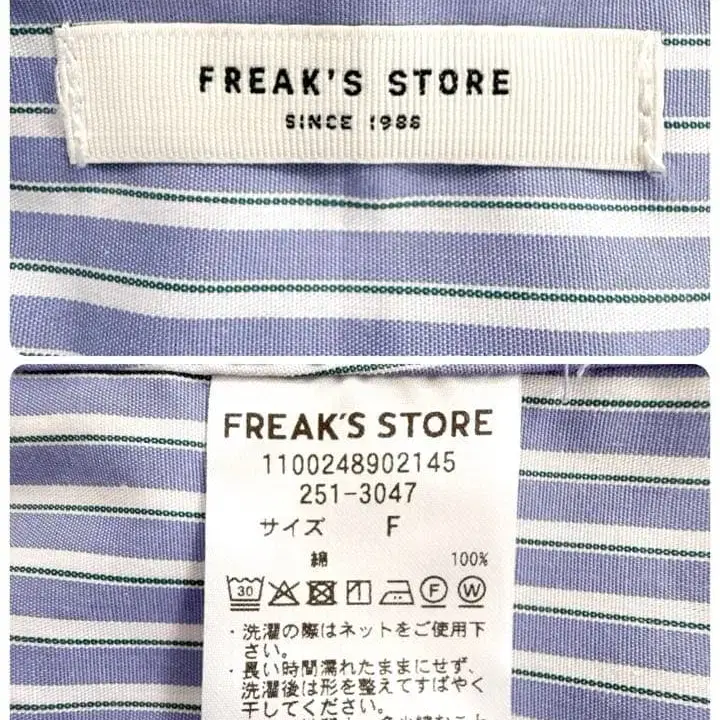 FREAK'S STORE
SINCE 1986
FREAK'S STORE
1100248902145
251-3047
サイズ F
綿 100%
30 F W
・洗濯の際はネットをご使用下
さい。
・長い時間濡れたままにせず、
洗濯後は形を整えてすばやく
干してください。